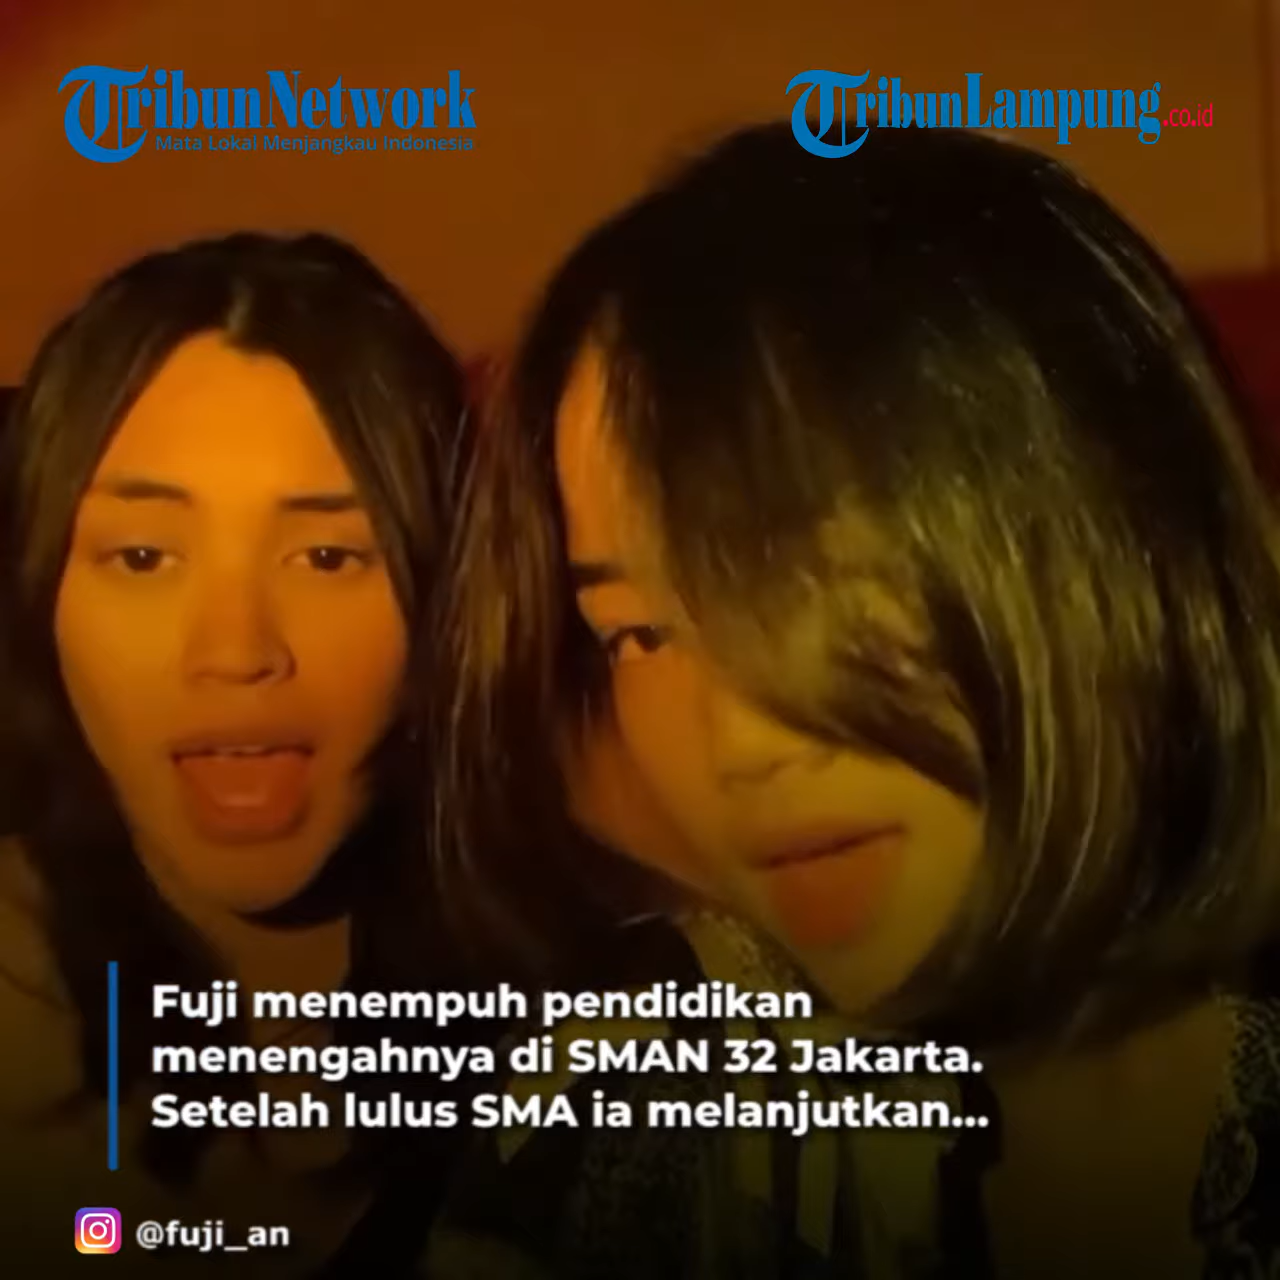 TribunNetwork
Mata Lokal Menjangkau Indonesia
TribunLampung.co.id
Fuji menempuh pendidikan
menengahnya di SMAN 32 Jakarta.
Setelah lulus SMA ia melanjutkan...
@fuji_an